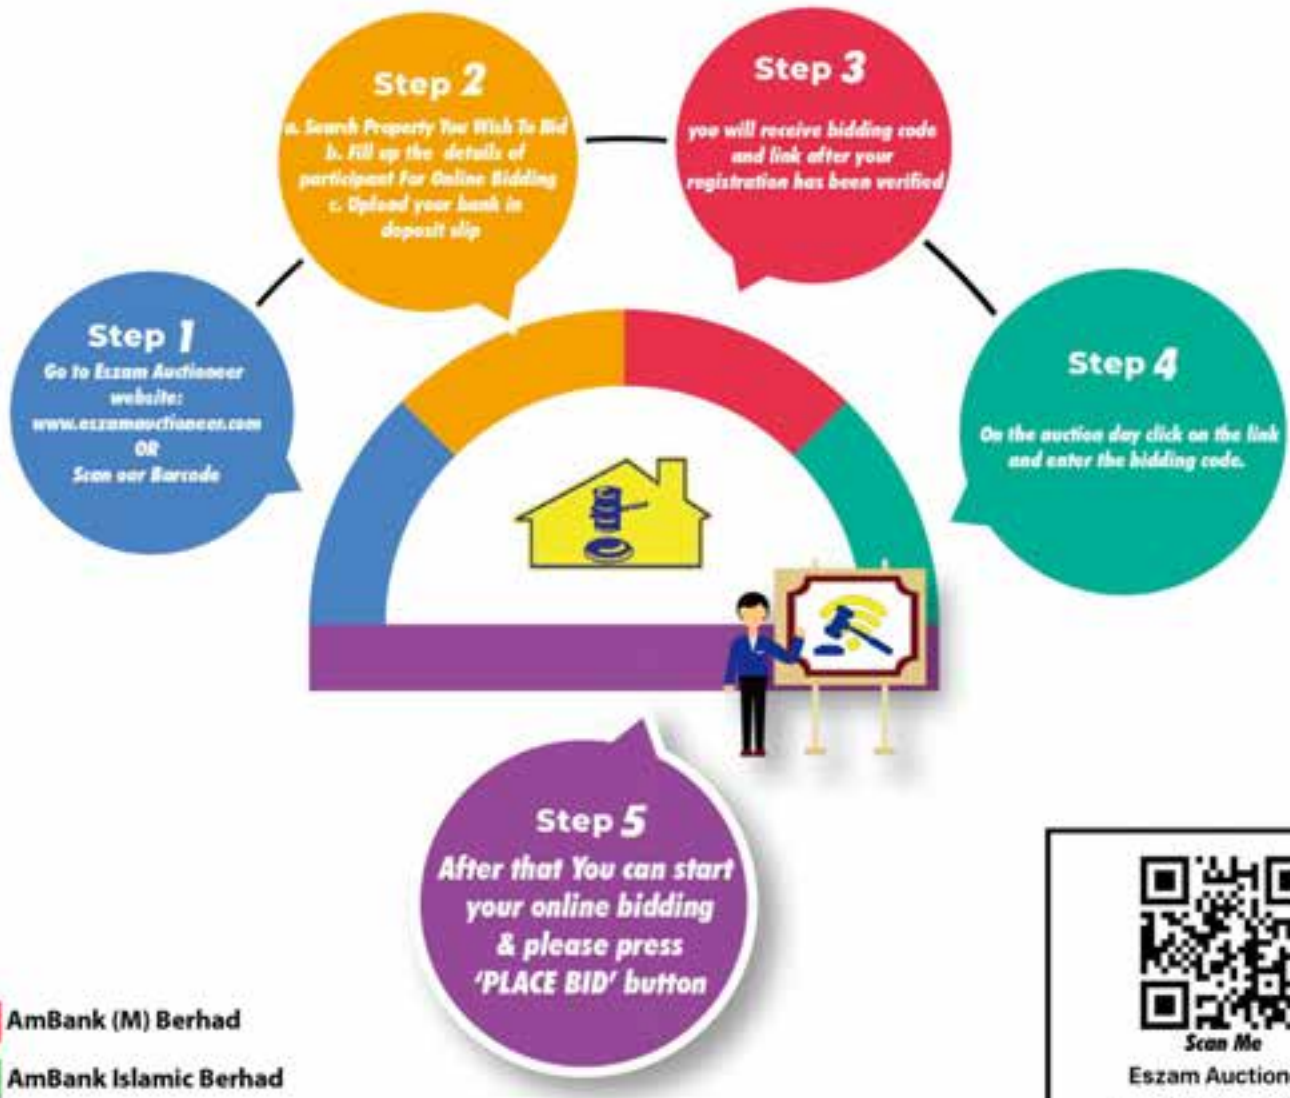 Step 1
Go to Eszam Auctioneer
website:
www.eszamauctioneer.com
OR
Scan our Barcode
Step 2
a. Search Property You Wish To Bid
b. Fill up the details of
participant For Online Bidding
c. Upload your bank in
deposit slip
Step 3
you will receive bidding code
and link after your
registration has been verified
Step 4
On the auction day click on the link
and enter the bidding code.
Step 5
After that You can start
your online bidding
& please press
'PLACE BID' button
AmBank (M) Berhad
AmBank Islamic Berhad
Scan Me
Eszam Auction